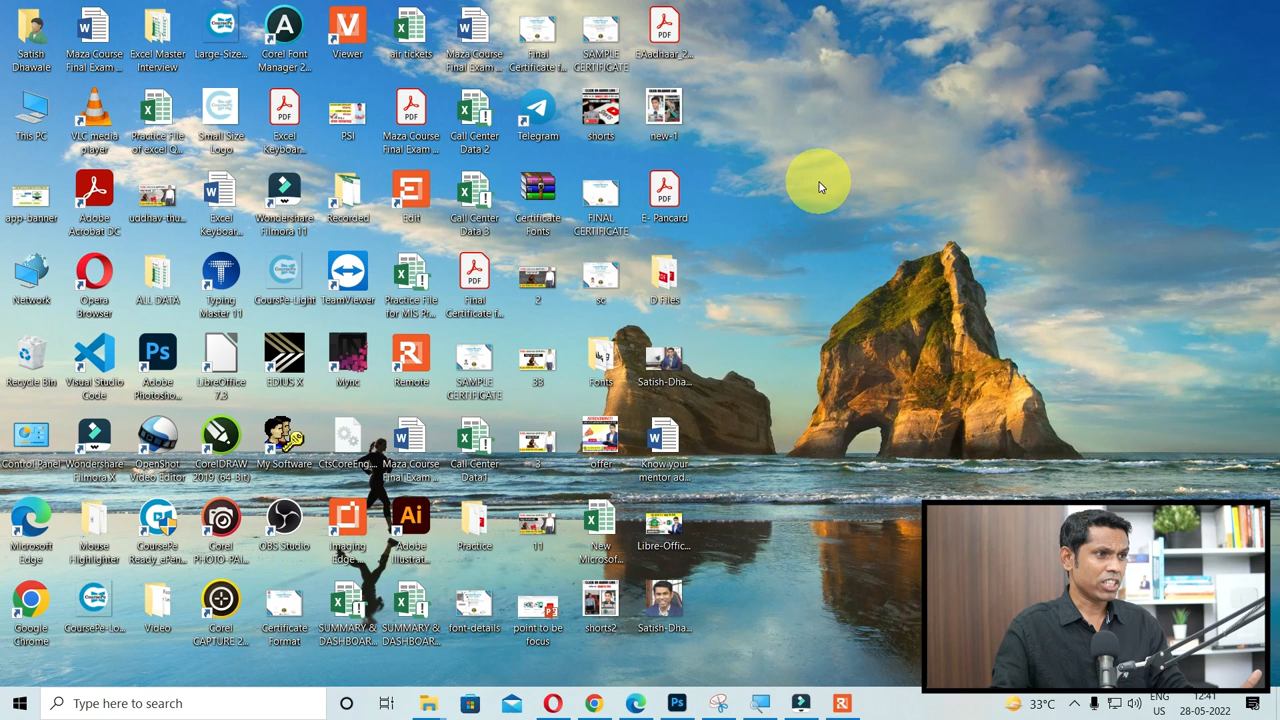 Satish
Dhawale
Maza Course
Final Exam ...
Excel Master
Interview
Large-Size...
Corel Font
Manager 2...
Viewer
air tickets
Maza Course
Final Exam ...
Final
Certificate f...
SAMPLE
CERTIFICATE
EAadhaar_2...
This PC
VLC media
player
Practice File
of excel Q...
Small Size
Logo
Excel
Keyboar...
PSI
Maza Course
Final Exam ...
Call Center
Data 2
Telegram
shorts
new-1
app-banner
Adobe
Acrobat DC
uddhav-thu...
Excel
Keyboar...
Wondershare
Filmora 11
Recorded
Edit
Call Center
Data 3
Certificate
Fonts
FINAL
CERTIFICATE
E- Pancard
Network
Opera
Browser
ALL DATA
Typing
Master 11
CoursPe-Light
TeamViewer
Practice File
for MIS Pr...
Final
Certificate f...
2
sc
D Files
Recycle Bin
Visual Studio
Code
Adobe
Photosho...
LibreOffice
7.3
EDIUS X
Mync
Remote
SAMPLE
CERTIFICATE
33
Fonts
Satish-Dha...
Control Panel
Wondershare
Filmora X
OpenShot
Video Editor
CorelDRAW
2019 (64-Bit)
My Software
CtsCoreEng...
Maza Course
Final Exam ...
Call Center
Data1
3
offer
Know your
mentor ad...
Microsoft
Edge
Mouse
Highlighter
CoursePe
Ready_ePen...
Corel
PHOTO-PAI...
OBS Studio
Imaging
Edge ...
Adobe
Illustrat...
Practice
11
New
Microsof...
Libre-Offic...
Google
Chrome
CoursPe-Lo...
Video
Corel
CAPTURE 2...
Certificate
Format
SUMMARY &
DASHBOAR...
SUMMARY &
DASHBOAR...
font-details
point to be
focus
shorts2
Satish-Dha...
Type here to search
33°C
ENG
US
12:41
28-05-2022